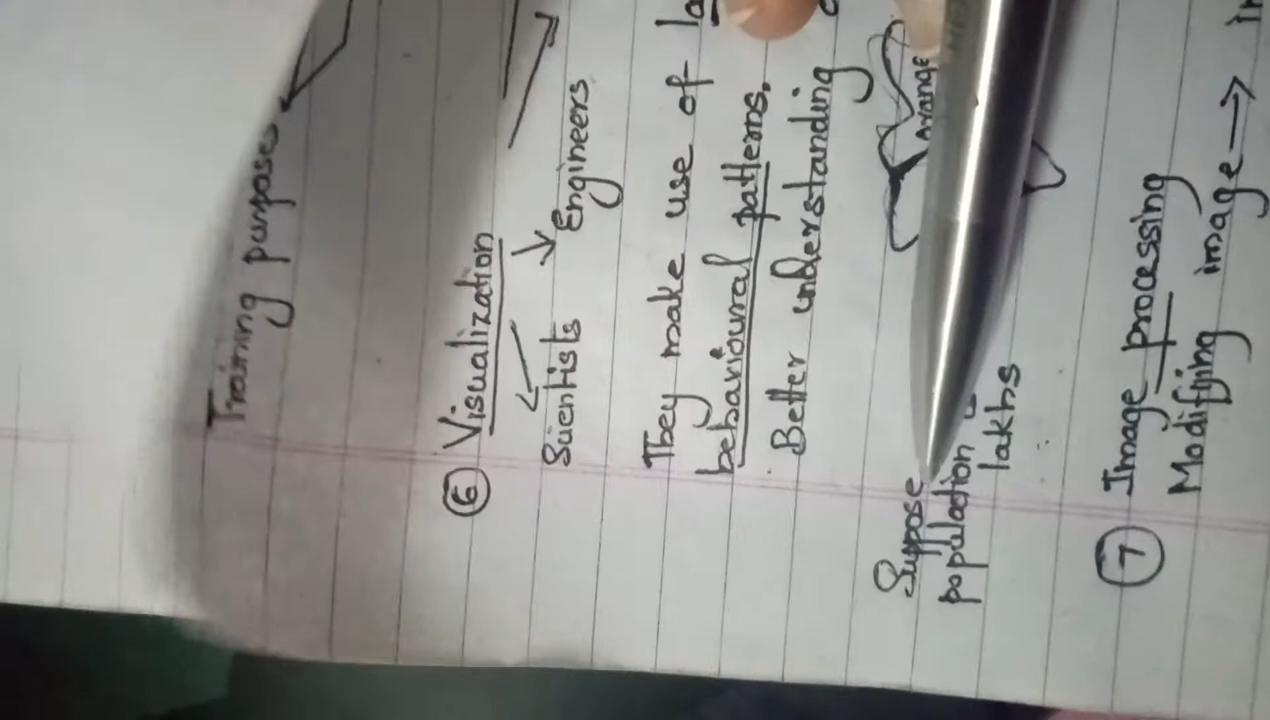 Training purposes
6 Visualization
Scientists Engineers
They make use of
behavioural patterns.
Better understanding
Suppose Arrange
population
lakhs
7 Image processing
Modifying image →